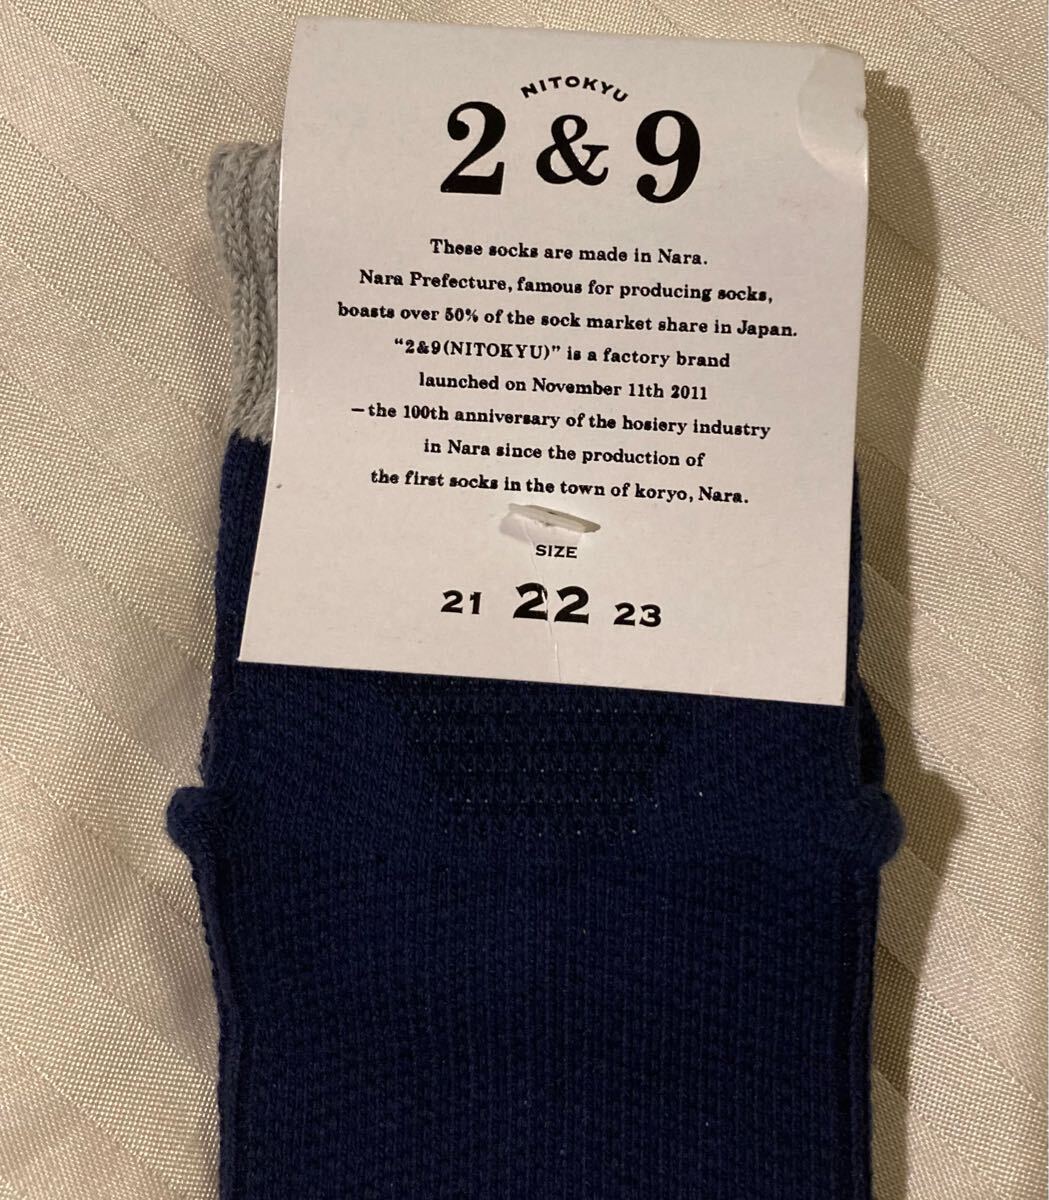 NITOKYU
2 & 9
These socks are made in Nara.
Nara Prefecture, famous for producing socks,
boasts over 50% of the sock market share in Japan.
“2&9(NITOKYU)” is a factory brand
launched on November 11th 2011
—the 100th anniversary of the hosiery industry
in Nara since the production of
the first socks in the town of koryo, Nara.
SIZE
21 22 23